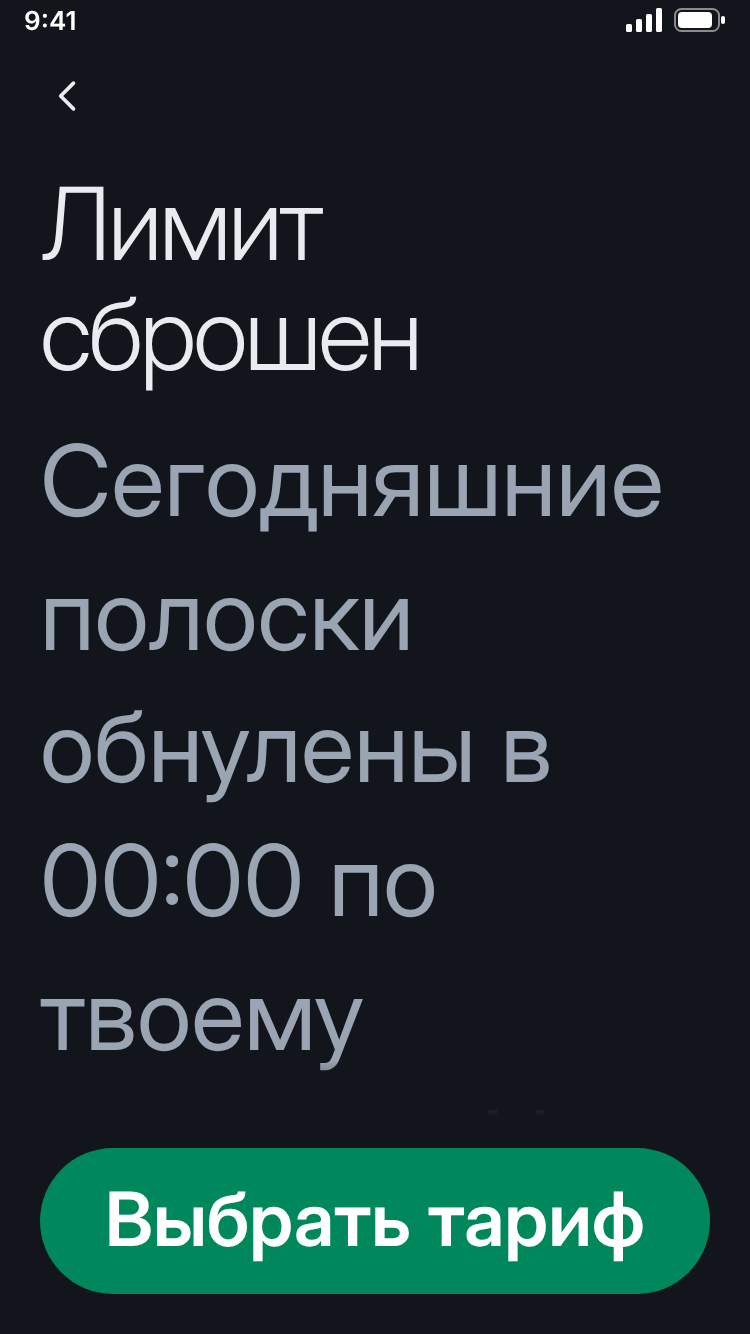 9:41
Лимит
сброшен
Сегодняшние
полоски
обнулены в
00:00 по
твоему
Выбрать тариф